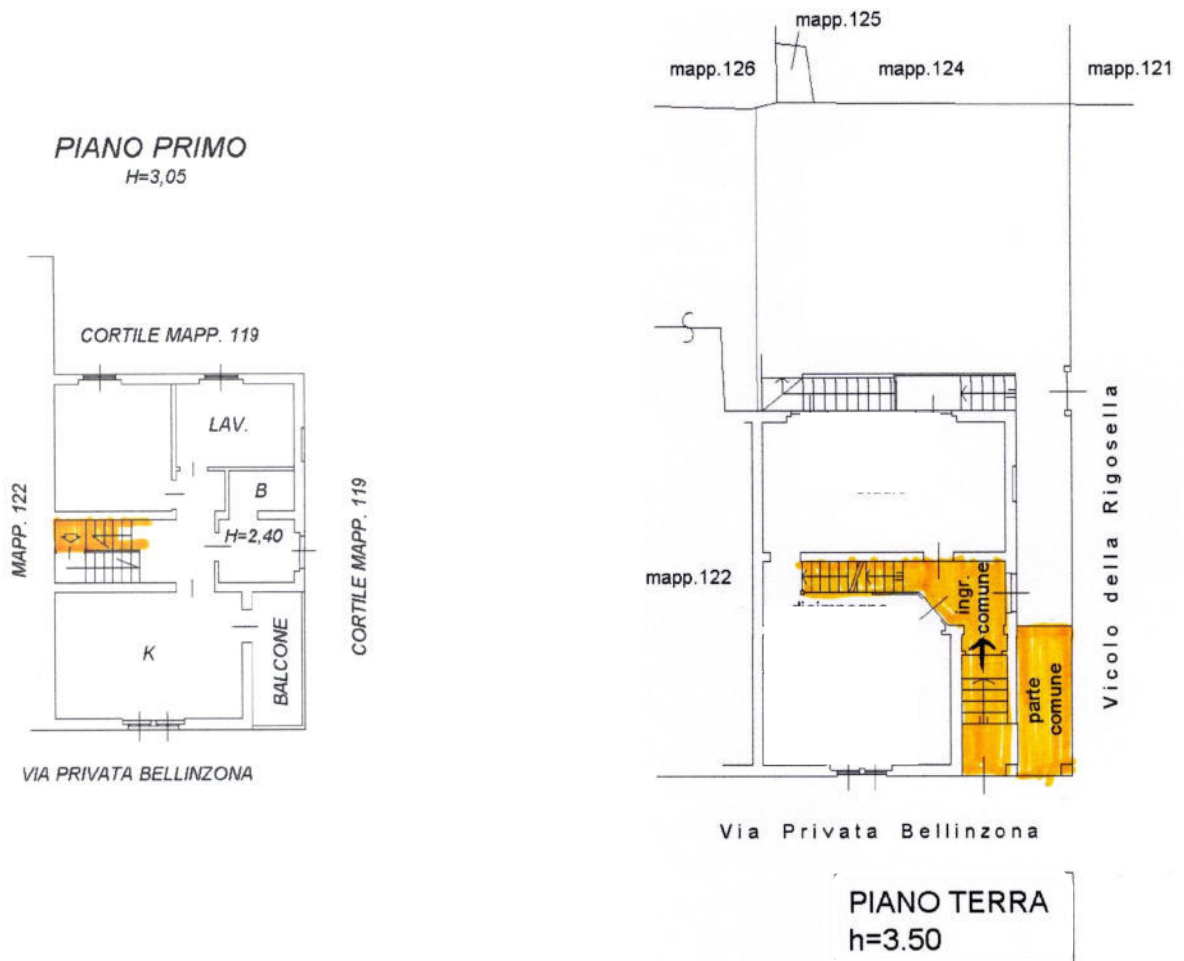 PIANO PRIMO
H=3,05
CORTILE MAPP. 119
LAV.
B
H=2,40
MAPP. 122
CORTILE MAPP. 119
K
BALCONE
VIA PRIVATA BELLINZONA
mapp.125
mapp.126
mapp.124
mapp.121
Vicolo della Rigosella
mapp.122
ingr.
comune
parte
comune
Via Privata Bellinzona
PIANO TERRA
h=3.50